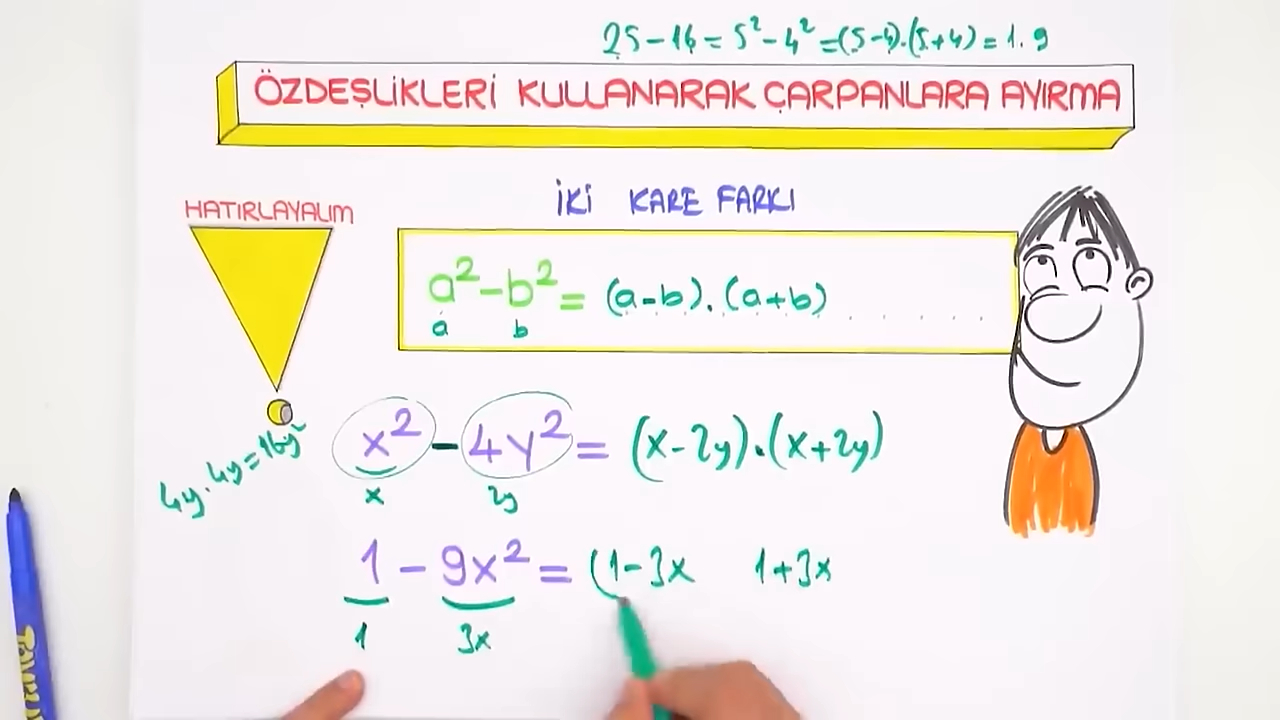 25-16=5²-4²=(5-4).(5+4)=1.9
ÖZDEŞLİKLERİ KULLANARAK ÇARPANLARA AYIRMA
HATIRLAYALIM
İKİ KARE FARKI
a²-b²=(a-b).(a+b)..........
a b
x²-4y²=(x-2y).(x+2y)
x 2y
4y.4y=16y²
1-9x²=(1-3x 1+3x
1 3x